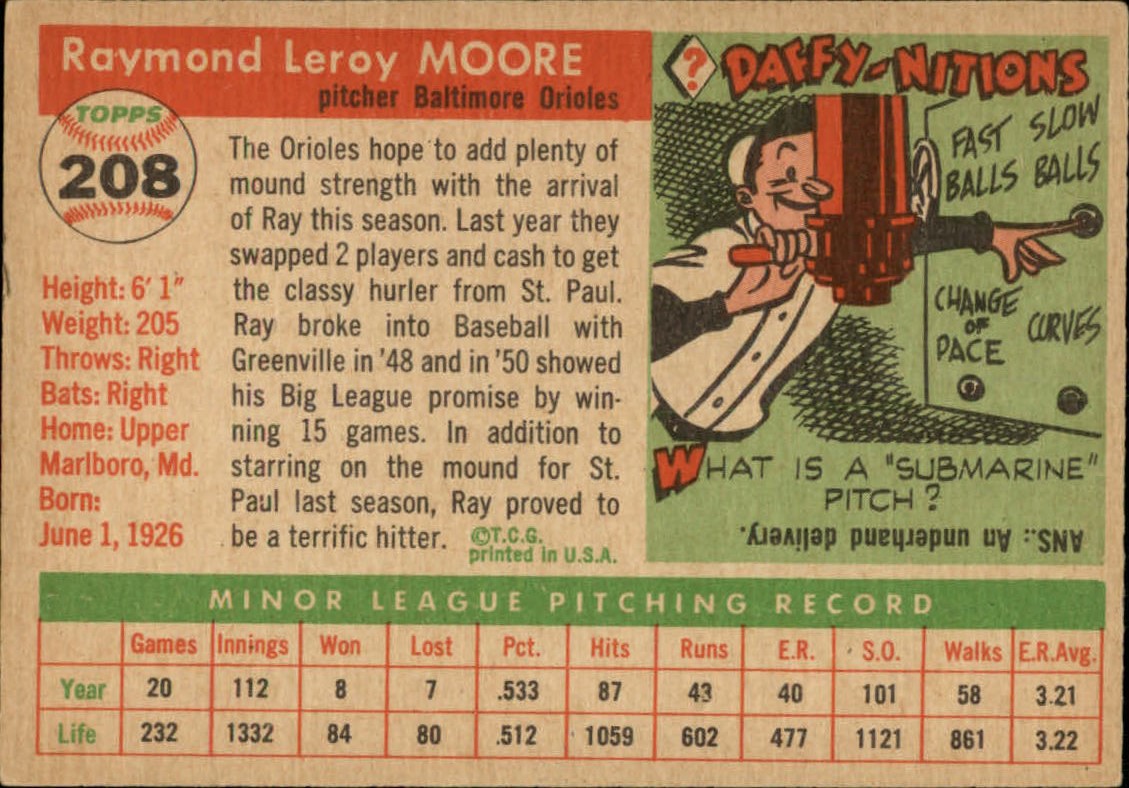 Raymond Leroy MOORE
pitcher Baltimore Orioles
TOPPS
208
Height: 6' 1"
Weight: 205
Throws: Right
Bats: Right
Home: Upper
Marlboro, Md.
Born:
June 1, 1926
The Orioles hope to add plenty of
mound strength with the arrival
of Ray this season. Last year they
swapped 2 players and cash to get
the classy hurler from St. Paul.
Ray broke into Baseball with
Greenville in '48 and in '50 showed
his Big League promise by win-
ning 15 games. In addition to
starring on the mound for St.
Paul last season, Ray proved to
be a terrific hitter.
©T.C.G.
printed in U.S.A.
? DAFFY-NITIONS
FAST BALLS
SLOW BALLS
CHANGE OF PACE
CURVES
WHAT IS A "SUBMARINE"
PITCH?
ANS.: An underhand delivery.
MINOR LEAGUE PITCHING RECORD
Games Innings Won Lost Pct. Hits Runs E.R. S.O. Walks E.R.Avg.
Year 20 112 8 7 .533 87 43 40 101 58 3.21
Life 232 1332 84 80 .512 1059 602 477 1121 861 3.22